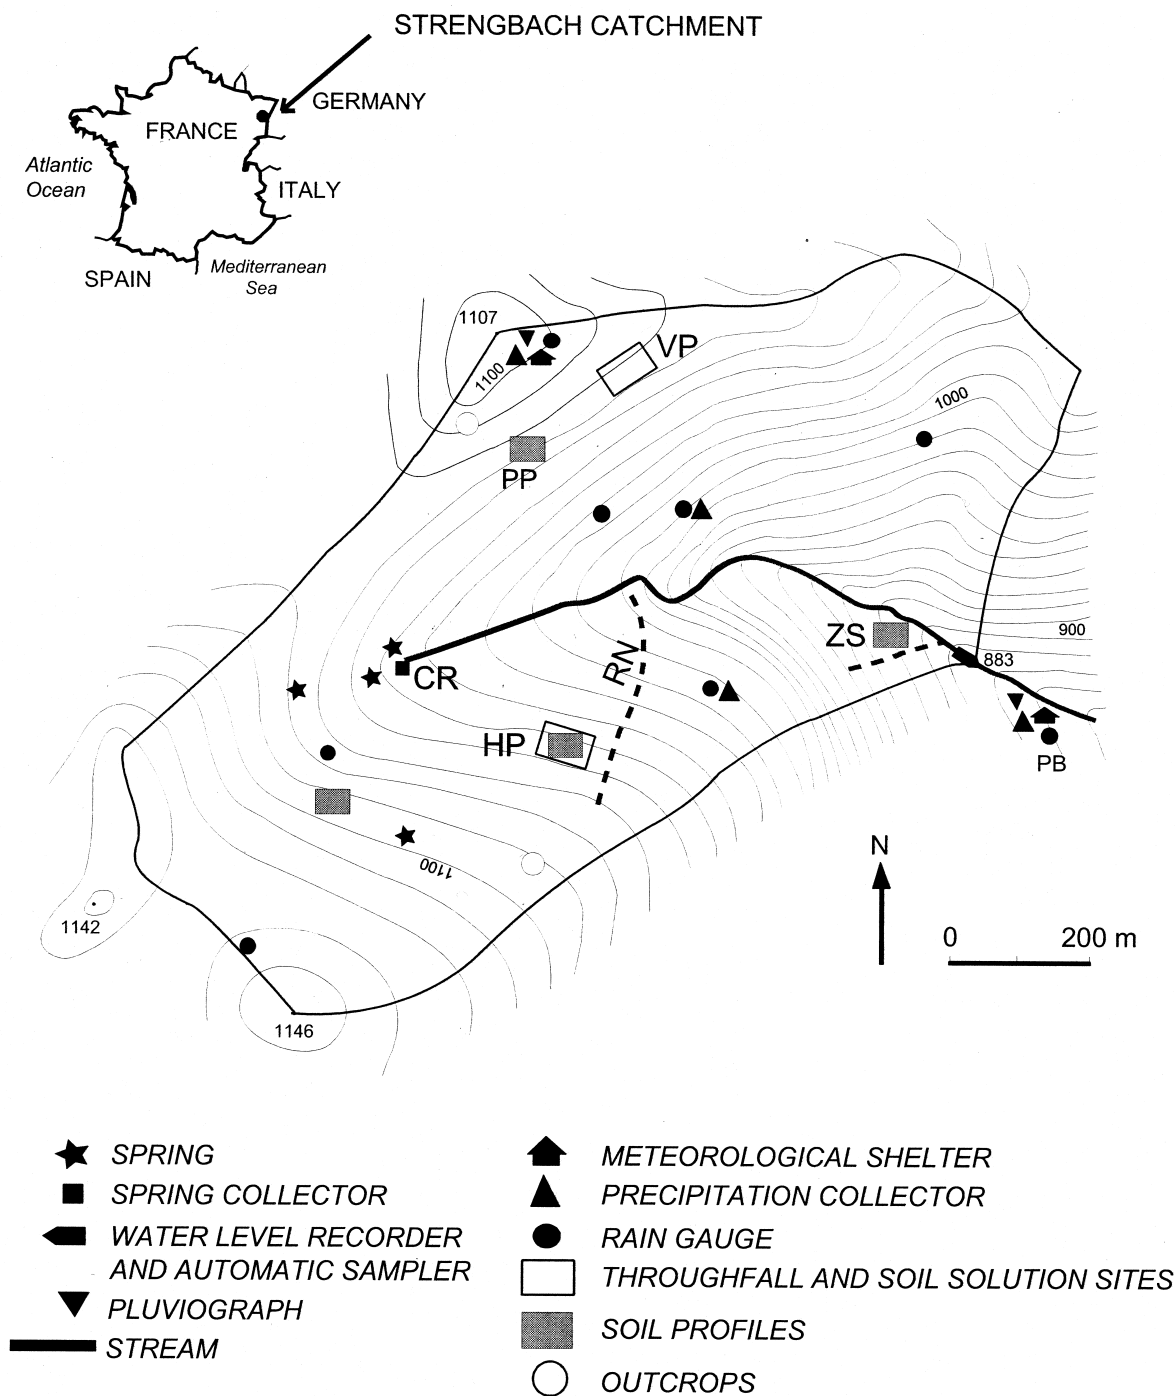 STRENGBACH CATCHMENT
GERMANY
FRANCE
Atlantic
Ocean
ITALY
SPAIN
Mediterranean
Sea
1107
VP
1100
1000
PP
ZS
900
RN
883
CR
HP
PB
1100
N
1142
0 200 m
1146
SPRING
SPRING COLLECTOR
WATER LEVEL RECORDER
AND AUTOMATIC SAMPLER
PLUVIOGRAPH
STREAM
METEOROLOGICAL SHELTER
PRECIPITATION COLLECTOR
RAIN GAUGE
THROUGHFALL AND SOIL SOLUTION SITES
SOIL PROFILES
OUTCROPS